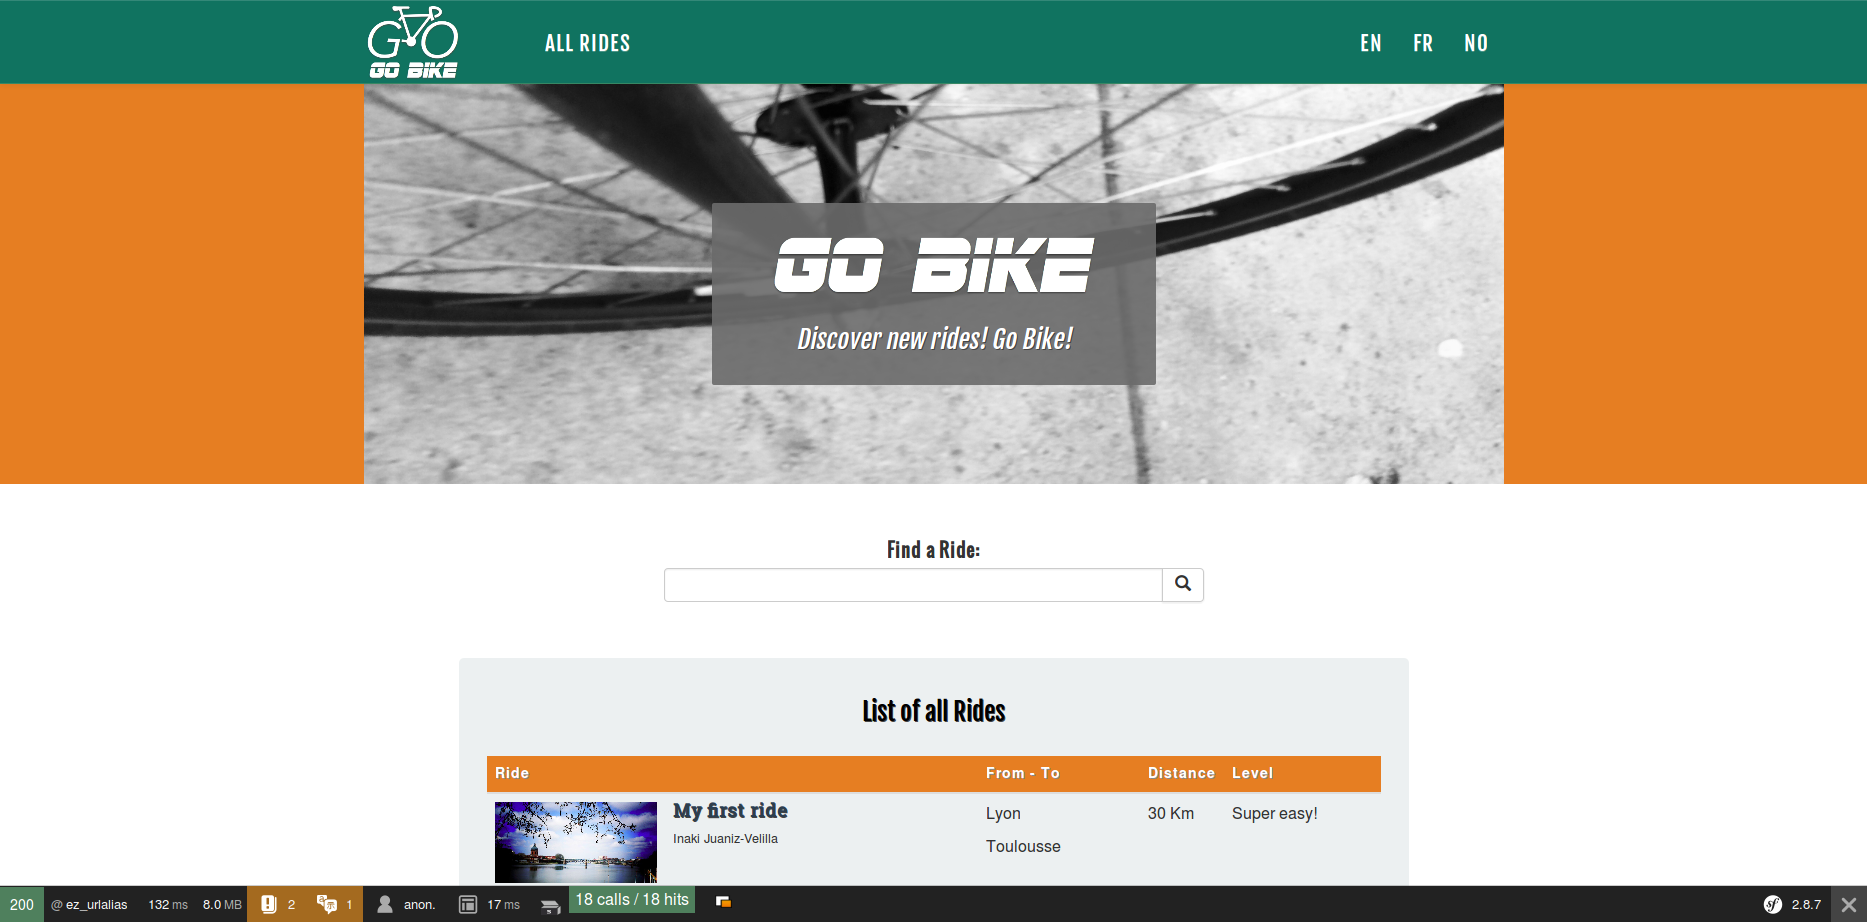 GO BIKE
ALL RIDES
EN FR NO
GO BIKE
Discover new rides! Go Bike!
Find a Ride:
List of all Rides
Ride From - To Distance Level
My first ride Lyon 30 Km Super easy!
Inaki Juaniz-Velilla
Toulousse
200 @ ez_urlalias 132 ms 8.0 MB 2 1 anon. 17 ms 5 18 calls / 18 hits sf 2.8.7